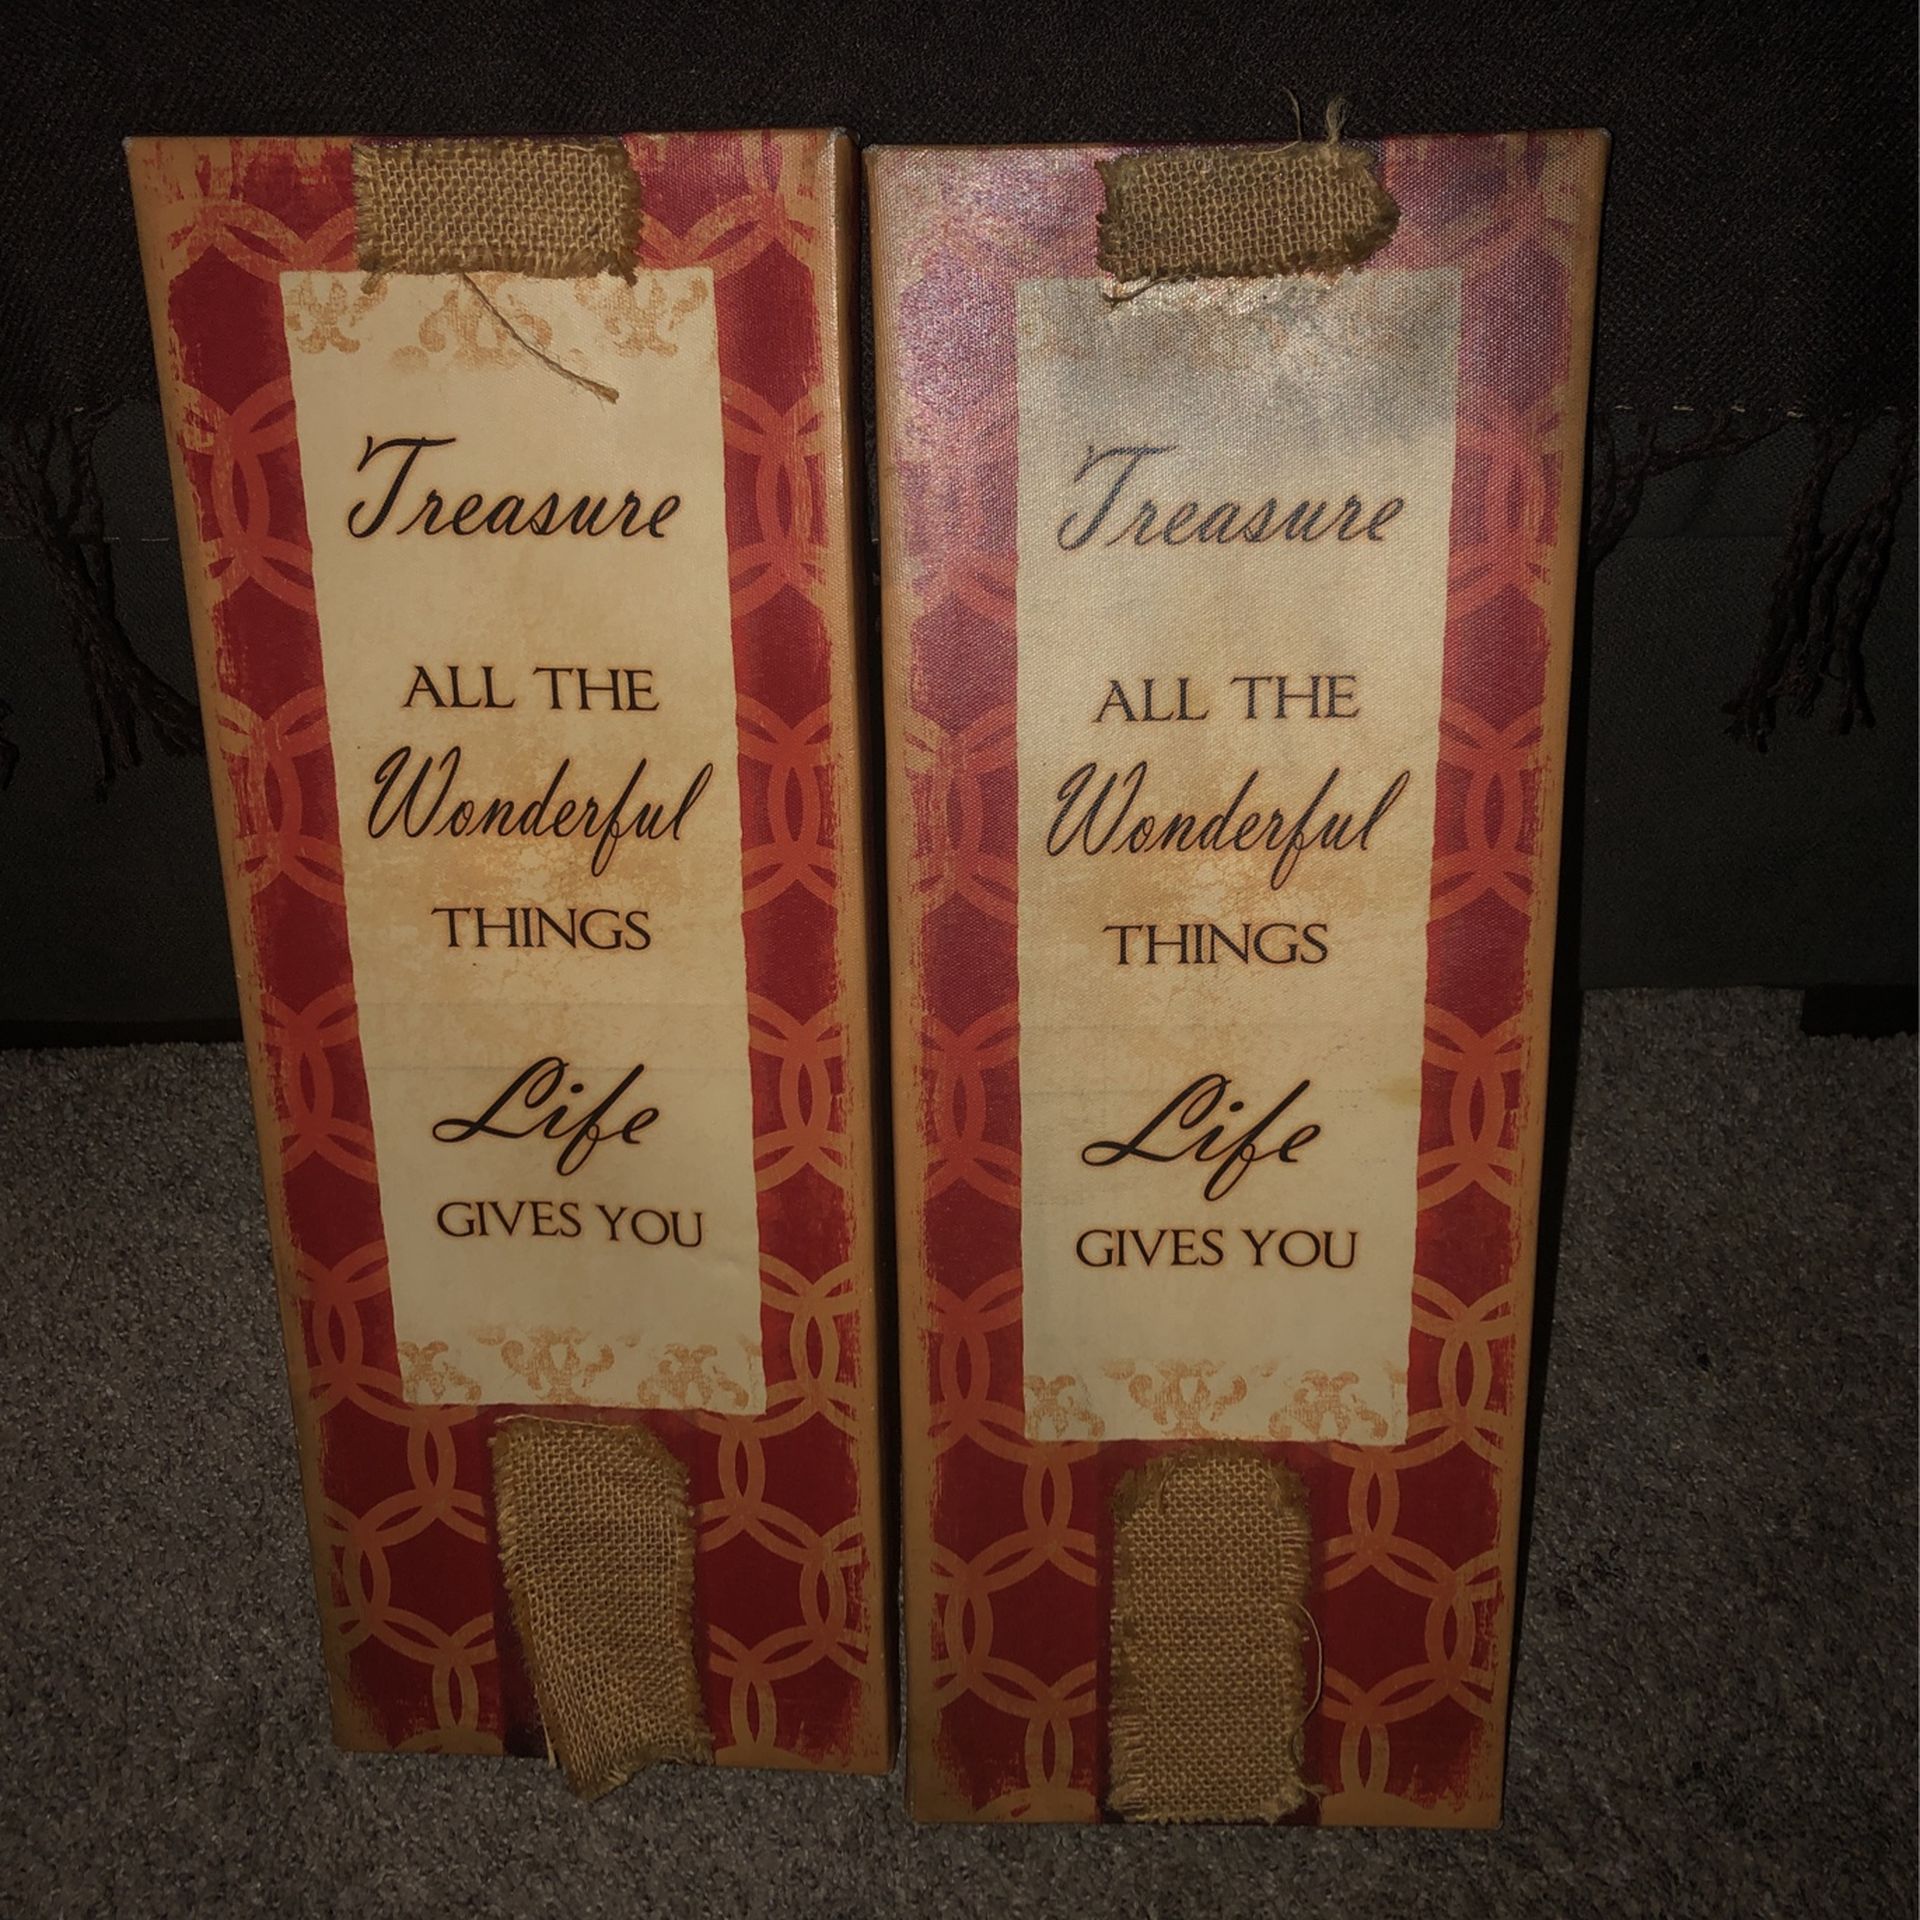 Treasure
ALL THE
Wonderful
THINGS
Life
GIVES YOU
Treasure
ALL THE
Wonderful
THINGS
Life
GIVES YOU